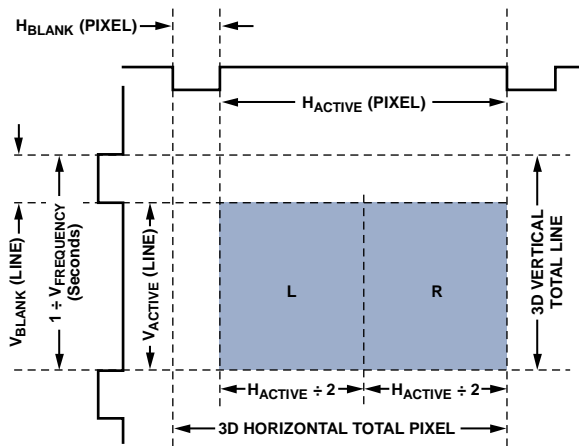 HBLANK (PIXEL)
HACTIVE (PIXEL)
VBLANK (LINE)
1 ÷ VFREQUENCY
(Seconds)
VACTIVE (LINE)
L
R
3D VERTICAL
TOTAL LINE
HACTIVE ÷ 2
HACTIVE ÷ 2
3D HORIZONTAL TOTAL PIXEL